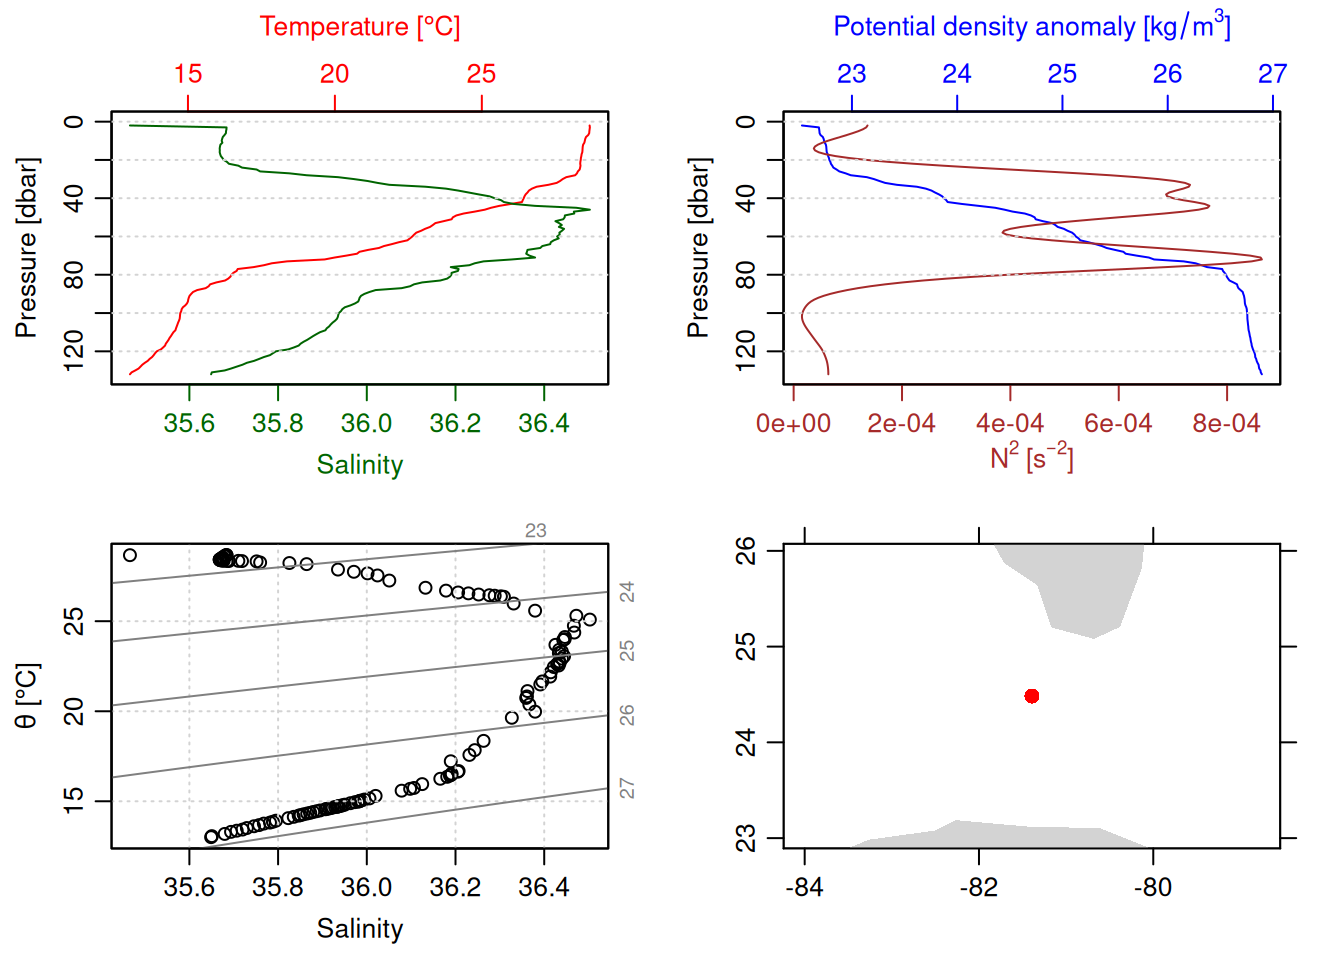 Temperature [°C]
15 20 25
0
40
80
120
Pressure [dbar]
35.6 35.8 36.0 36.2 36.4
Salinity
Potential density anomaly [kg/m³]
23 24 25 26 27
0
40
80
120
Pressure [dbar]
0e+00 2e-04 4e-04 6e-04 8e-04
N² [s⁻²]
23
24
25
26
27
25
20
15
θ [°C]
35.6 35.8 36.0 36.2 36.4
Salinity
26
25
24
23
-84 -82 -80